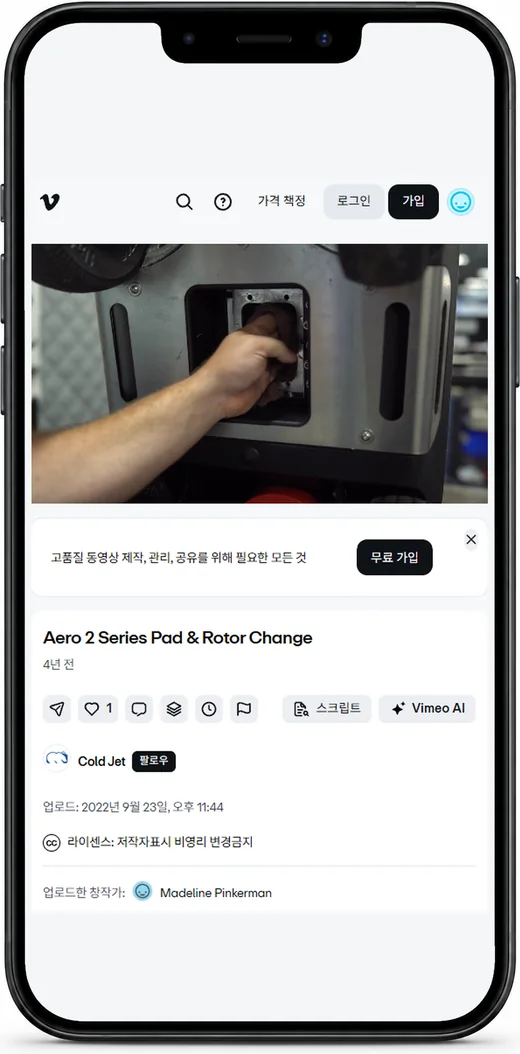 가격 책정
로그인
가입
고품질 동영상 제작, 관리, 공유를 위해 필요한 모든 것
무료 가입
Aero 2 Series Pad & Rotor Change
4년 전
1
스크립트
Vimeo AI
Cold Jet
팔로우
업로드: 2022년 9월 23일, 오후 11:44
cc 라이센스: 저작자표시 비영리 변경금지
업로드한 창작가:
Madeline Pinkerman